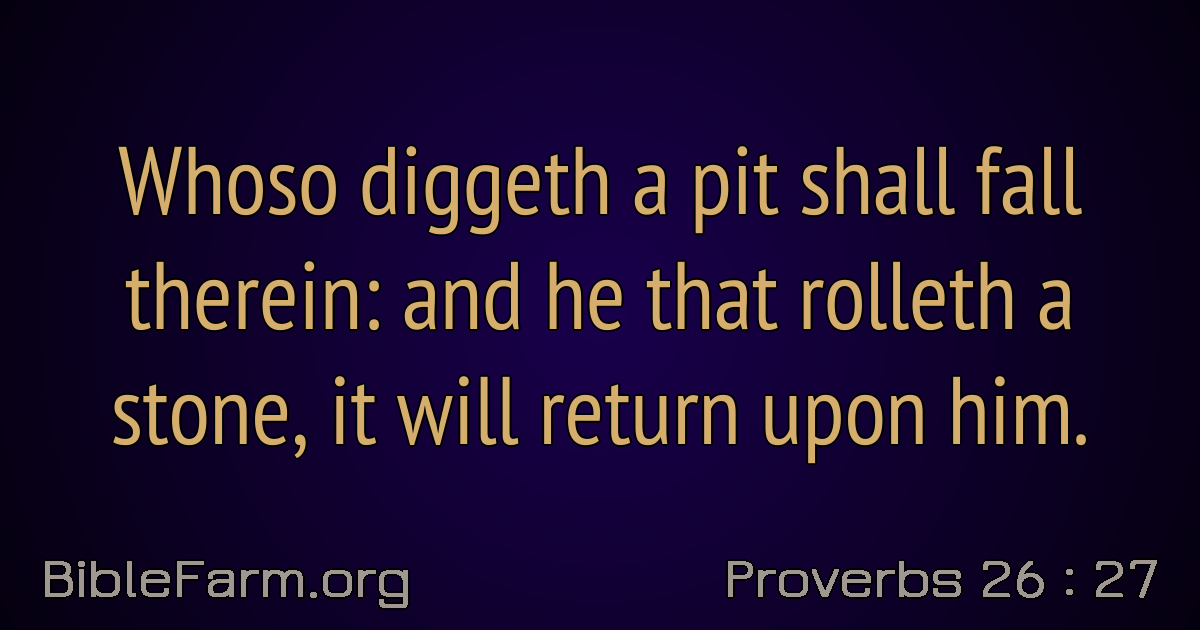 Whoso diggeth a pit shall fall
therein: and he that rolleth a
stone, it will return upon him.
BibleFarm.org
Proverbs 26 : 27